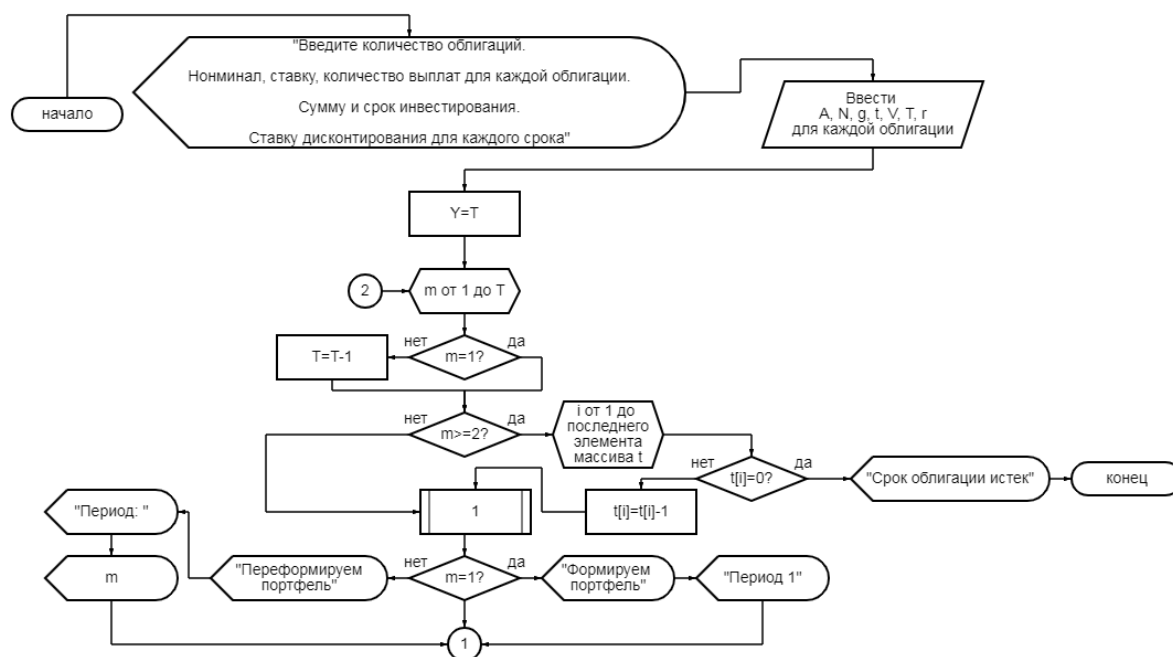 "Введите количество облигаций.
Нонминал, ставку, количество выплат для каждой облигации.
Сумму и срок инвестирования.
Ставку дисконтирования для каждого срока"
начало
Ввести
A, N, g, t, V, T, r
для каждой облигации
Y=T
2
m от 1 до T
нет
m=1?
да
T=T-1
нет
m>=2?
да
i от 1 до
последнего
элемента
массива t
нет
t[i]=0?
да
"Срок облигации истек"
конец
t[i]=t[i]-1
1
"Период: "
m
"Переформируем
портфель"
нет
m=1?
да
"Формируем
портфель"
"Период 1"
1